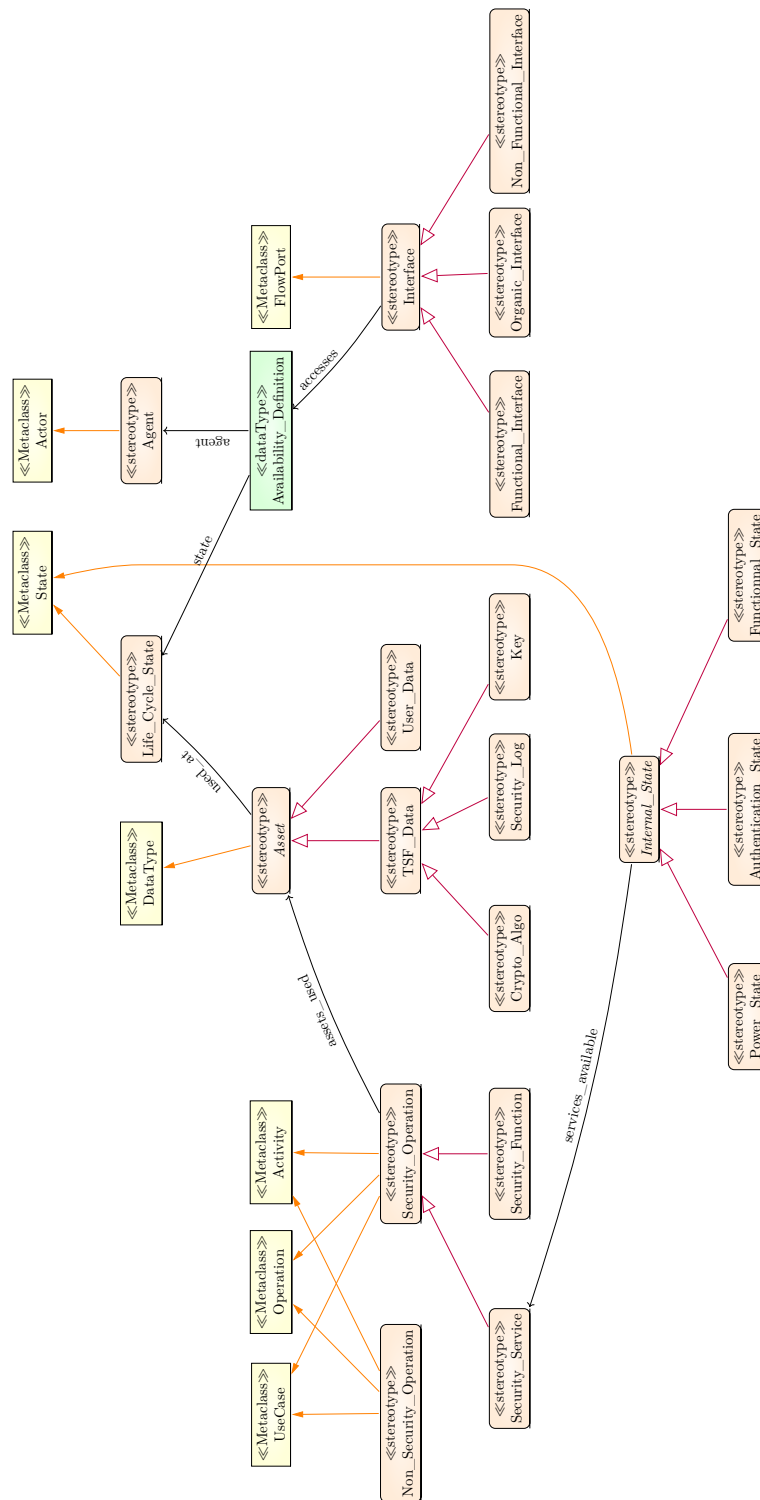 ≪Metaclass≫
State
≪Metaclass≫
Actor
≪Metaclass≫
DataType
≪stereotype≫
Life_Cycle_State
≪stereotype≫
Agent
used_at
state
agent
≪Metaclass≫
UseCase
≪Metaclass≫
Operation
≪Metaclass≫
Activity
≪stereotype≫
Asset
≪dataType≫
Availability_Definition
≪Metaclass≫
FlowPort
assets_used
accesses
≪stereotype≫
Non_Security_Operation
≪stereotype≫
Security_Operation
≪stereotype≫
TSF_Data
≪stereotype≫
User_Data
≪stereotype≫
Interface
≪stereotype≫
Security_Service
≪stereotype≫
Security_Function
≪stereotype≫
Crypto_Algo
≪stereotype≫
Security_Log
≪stereotype≫
Key
≪stereotype≫
Functional_Interface
≪stereotype≫
Organic_Interface
≪stereotype≫
Non_Functional_Interface
services_available
≪stereotype≫
Internal_State
≪stereotype≫
Power_State
≪stereotype≫
Authentication_State
≪stereotype≫
Functionnal_State